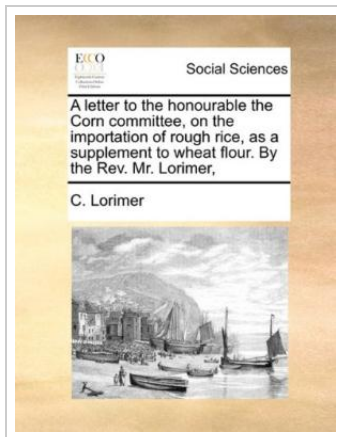 ECCO
Social Sciences
A letter to the honourable the
Corn committee, on the
importation of rough rice, as a
supplement to wheat flour. By
the Rev. Mr. Lorimer,
C. Lorimer